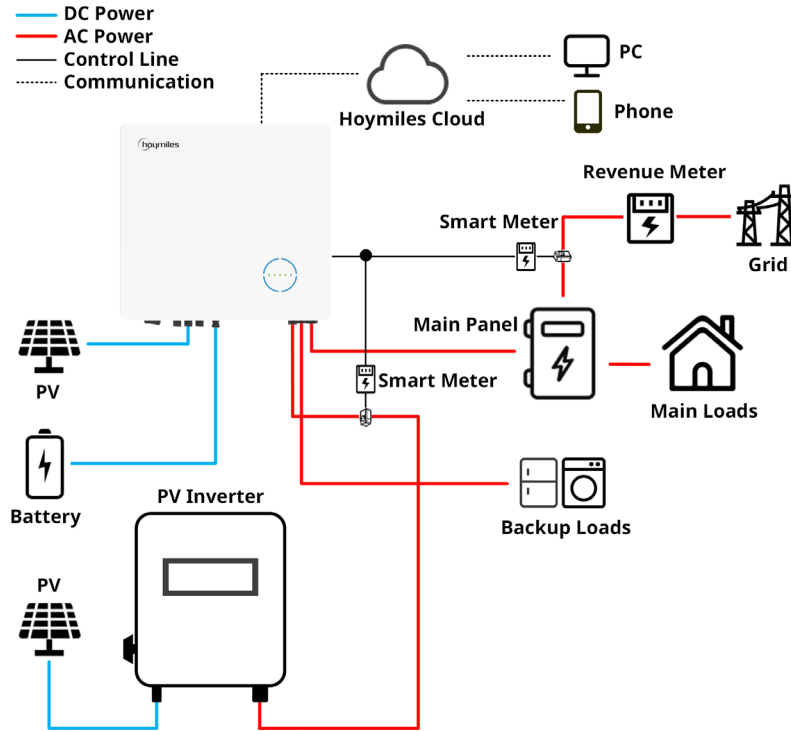 DC Power
AC Power
Control Line
Communication
PC
Phone
Hoymiles Cloud
hoymiles
Revenue Meter
Smart Meter
Grid
Main Panel
Smart Meter
PV
Main Loads
Battery
PV Inverter
Backup Loads
PV